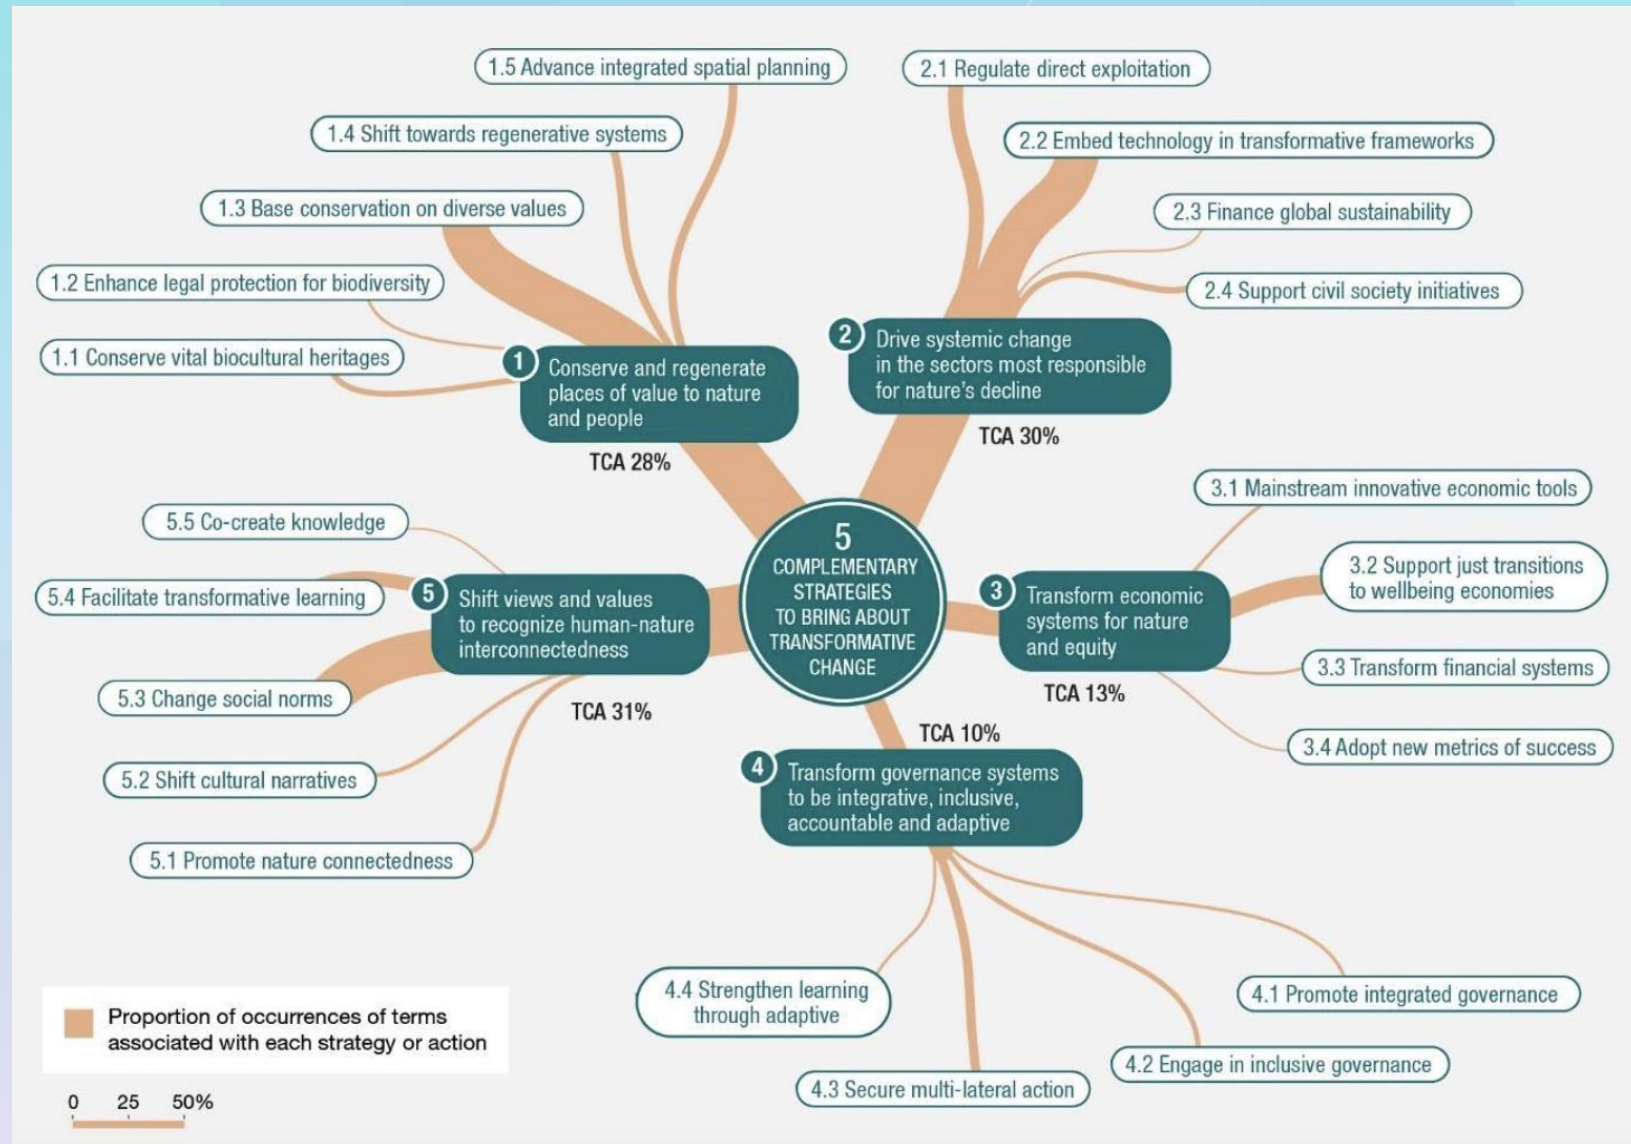 1.5 Advance integrated spatial planning
1.4 Shift towards regenerative systems
1.3 Base conservation on diverse values
1.2 Enhance legal protection for biodiversity
1.1 Conserve vital biocultural heritages
1
Conserve and regenerate
places of value to nature
and people
TCA 28%
2.1 Regulate direct exploitation
2.2 Embed technology in transformative frameworks
2.3 Finance global sustainability
2.4 Support civil society initiatives
2
Drive systemic change
in the sectors most responsible
for nature's decline
TCA 30%
5
COMPLEMENTARY
STRATEGIES
TO BRING ABOUT
TRANSFORMATIVE
CHANGE
3.1 Mainstream innovative economic tools
3.2 Support just transitions
to wellbeing economies
3
Transform economic
systems for nature
and equity
3.3 Transform financial systems
TCA 13%
3.4 Adopt new metrics of success
5.5 Co-create knowledge
5.4 Facilitate transformative learning
5
Shift views and values
to recognize human-nature
interconnectedness
5.3 Change social norms
TCA 31%
5.2 Shift cultural narratives
5.1 Promote nature connectedness
TCA 10%
4
Transform governance systems
to be integrative, inclusive,
accountable and adaptive
4.4 Strengthen learning
through adaptive
4.1 Promote integrated governance
4.2 Engage in inclusive governance
4.3 Secure multi-lateral action
Proportion of occurrences of terms
associated with each strategy or action
0 25 50%